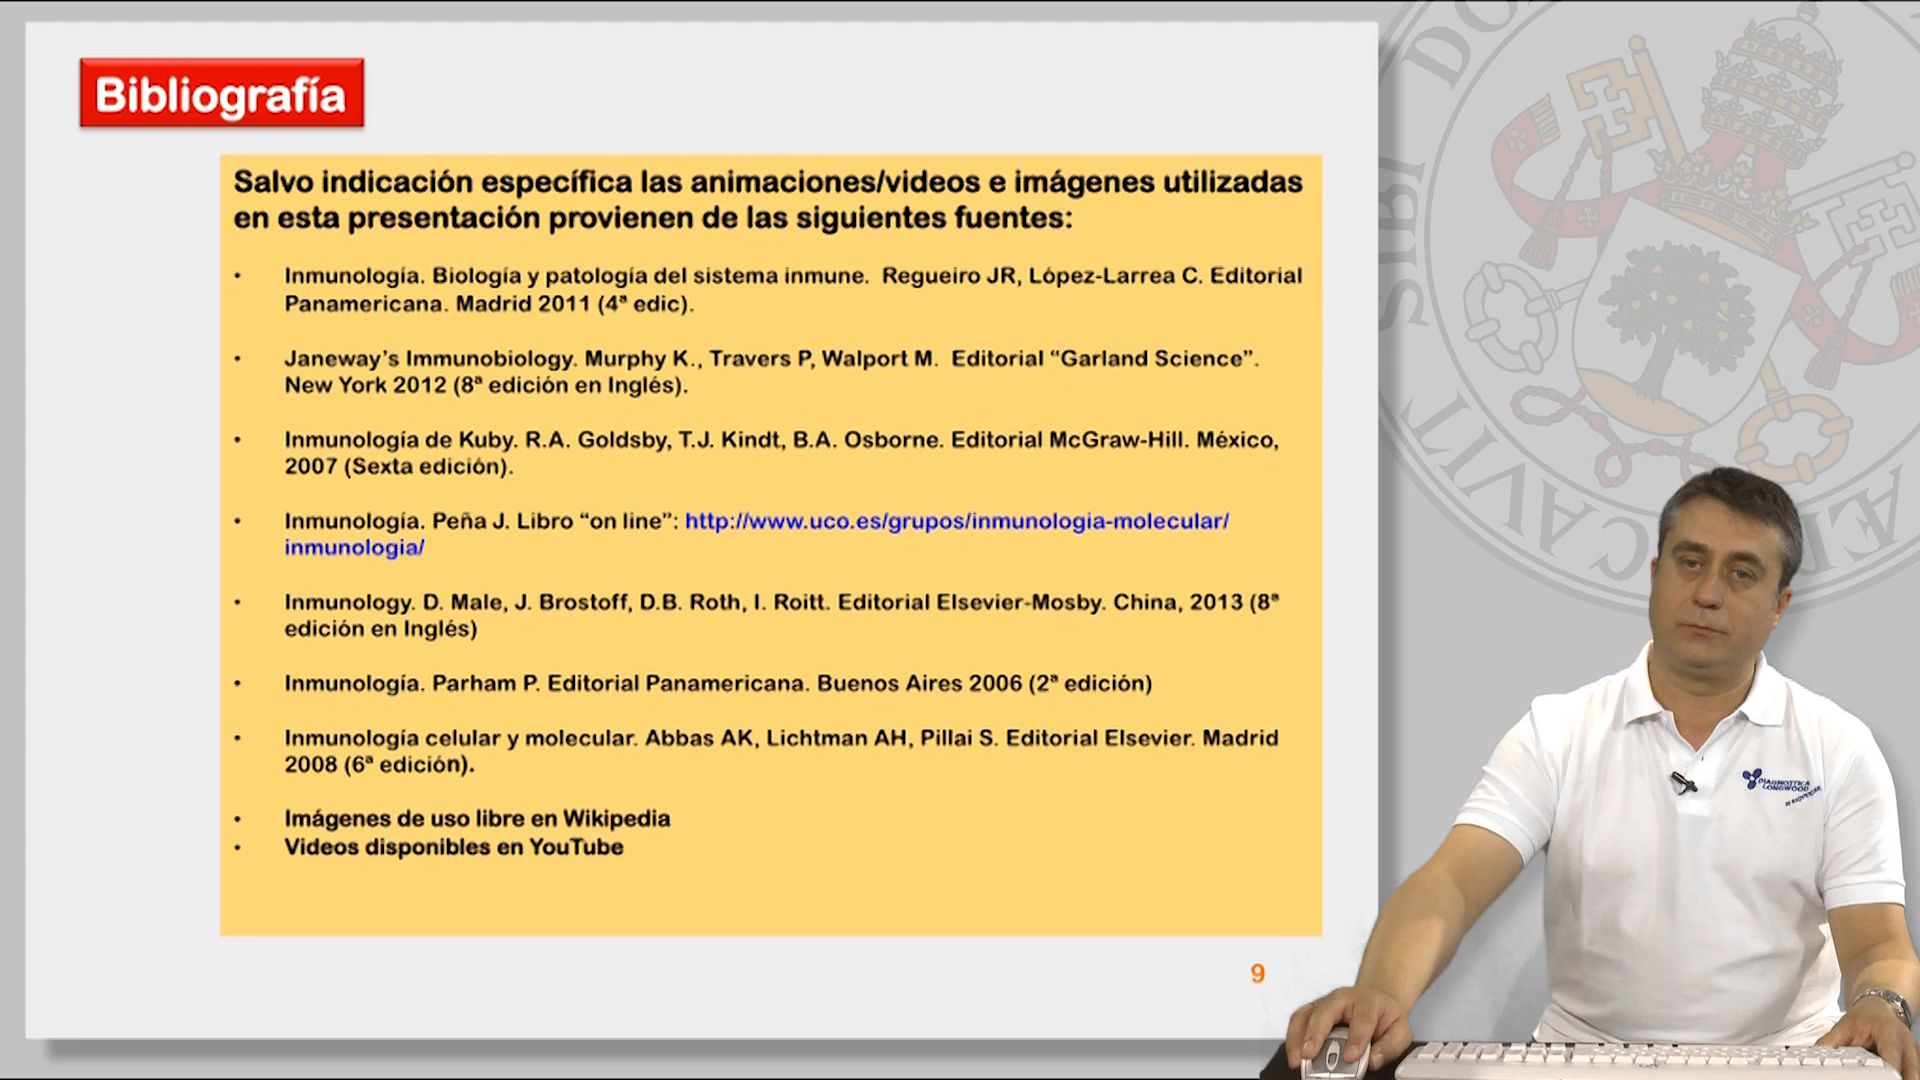 Bibliografía
Salvo indicación específica las animaciones/videos e imágenes utilizadas
en esta presentación provienen de las siguientes fuentes:
• Inmunología. Biología y patología del sistema inmune. Regueiro JR, López-Larrea C. Editorial
Panamericana. Madrid 2011 (4ª edic).
• Janeway’s Immunobiology. Murphy K., Travers P, Walport M. Editorial “Garland Science”.
New York 2012 (8ª edición en Inglés).
• Inmunología de Kuby. R.A. Goldsby, T.J. Kindt, B.A. Osborne. Editorial McGraw-Hill. México,
2007 (Sexta edición).
• Inmunología. Peña J. Libro “on line”: http://www.uco.es/grupos/inmunologia-molecular/
inmunologia/
• Inmunology. D. Male, J. Brostoff, D.B. Roth, I. Roitt. Editorial Elsevier-Mosby. China, 2013 (8ª
edición en Inglés)
• Inmunología. Parham P. Editorial Panamericana. Buenos Aires 2006 (2ª edición)
• Inmunología celular y molecular. Abbas AK, Lichtman AH, Pillai S. Editorial Elsevier. Madrid
2008 (6ª edición).
• Imágenes de uso libre en Wikipedia
• Videos disponibles en YouTube
9
SIBI DO
ÆDIFICAVIT
DIAGNOSTICA
LONGWOOD